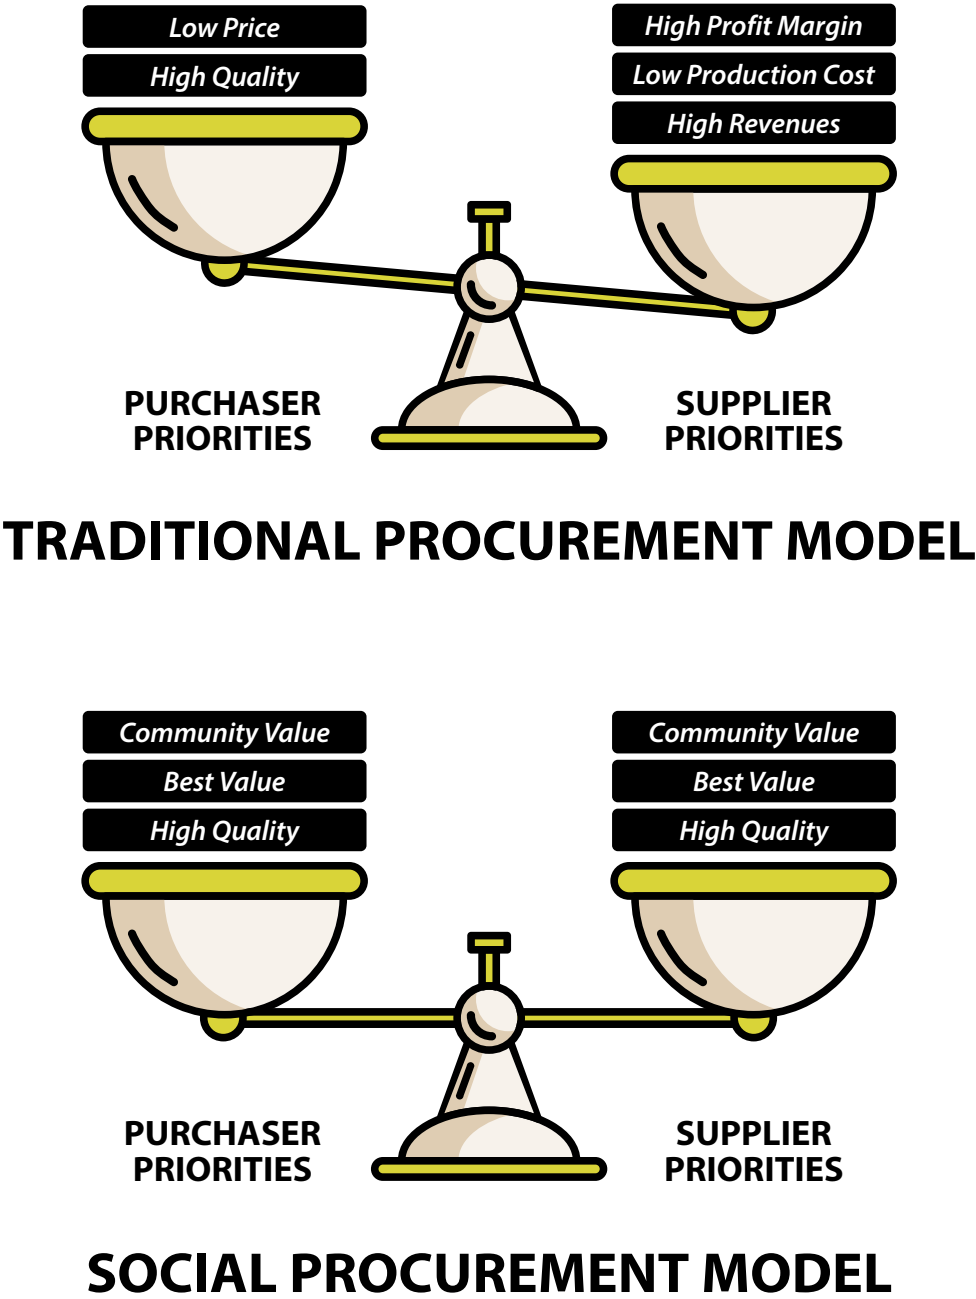 Low Price
High Quality
High Profit Margin
Low Production Cost
High Revenues
PURCHASER
PRIORITIES
SUPPLIER
PRIORITIES
TRADITIONAL PROCUREMENT MODEL
Community Value
Best Value
High Quality
Community Value
Best Value
High Quality
PURCHASER
PRIORITIES
SUPPLIER
PRIORITIES
SOCIAL PROCUREMENT MODEL